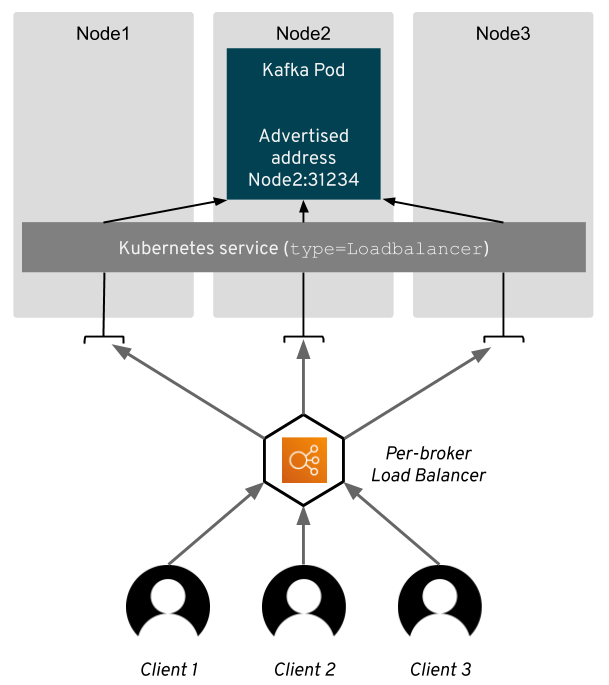 Node1
Node2
Node3
Kafka Pod
Advertised
address
Node2:31234
Kubernetes service (type=Loadbalancer)
Per-broker
Load Balancer
Client 1
Client 2
Client 3